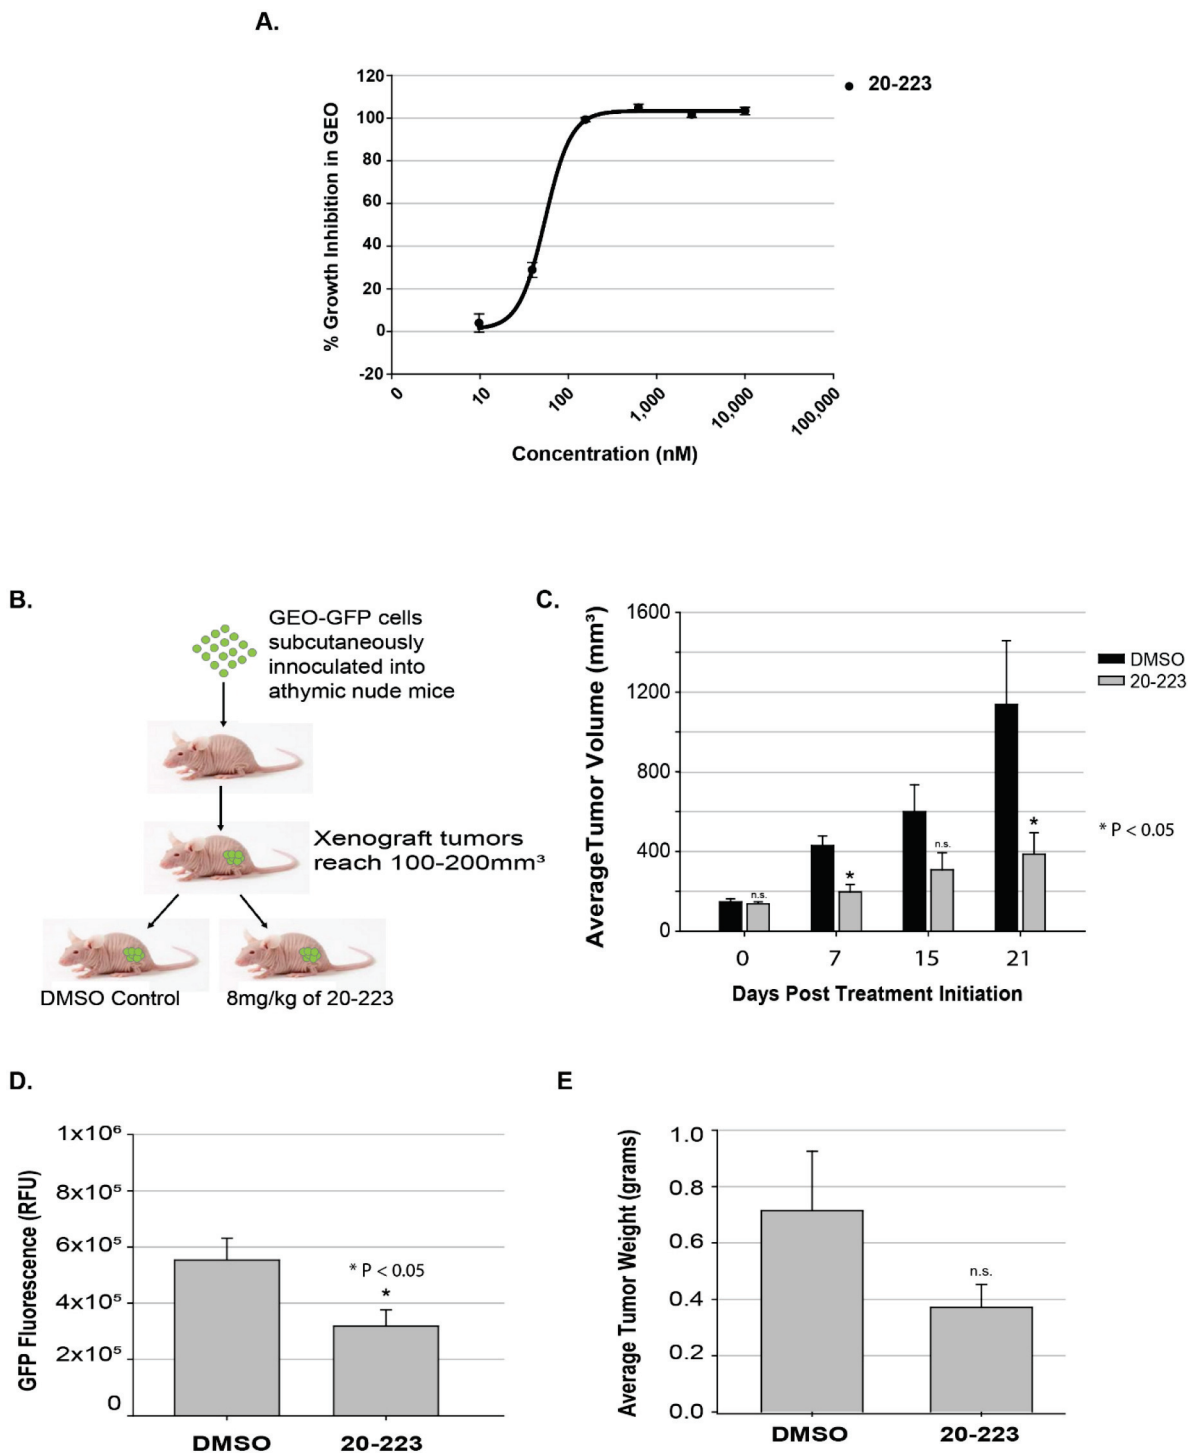 A.
120
100
80
60
40
20
0
-20
% Growth Inhibition in GEO
0
10
100
1,000
10,000
100,000
Concentration (nM)
20-223
B.
GEO-GFP cells
subcutaneously
innoculated into
athymic nude mice
Xenograft tumors
reach 100-200mm³
DMSO Control
8mg/kg of 20-223
C.
1600
1200
800
400
0
AverageTumor Volume (mm³)
n.s.
*
n.s.
*
0
7
15
21
Days Post Treatment Initiation
DMSO
20-223
* P < 0.05
D.
1x10⁶
8x10⁵
6x10⁵
4x10⁵
2x10⁵
0
GFP Fluorescence (RFU)
* P < 0.05
*
DMSO
20-223
E
1.0
0.8
0.6
0.4
0.2
0.0
Average Tumor Weight (grams)
n.s.
DMSO
20-223